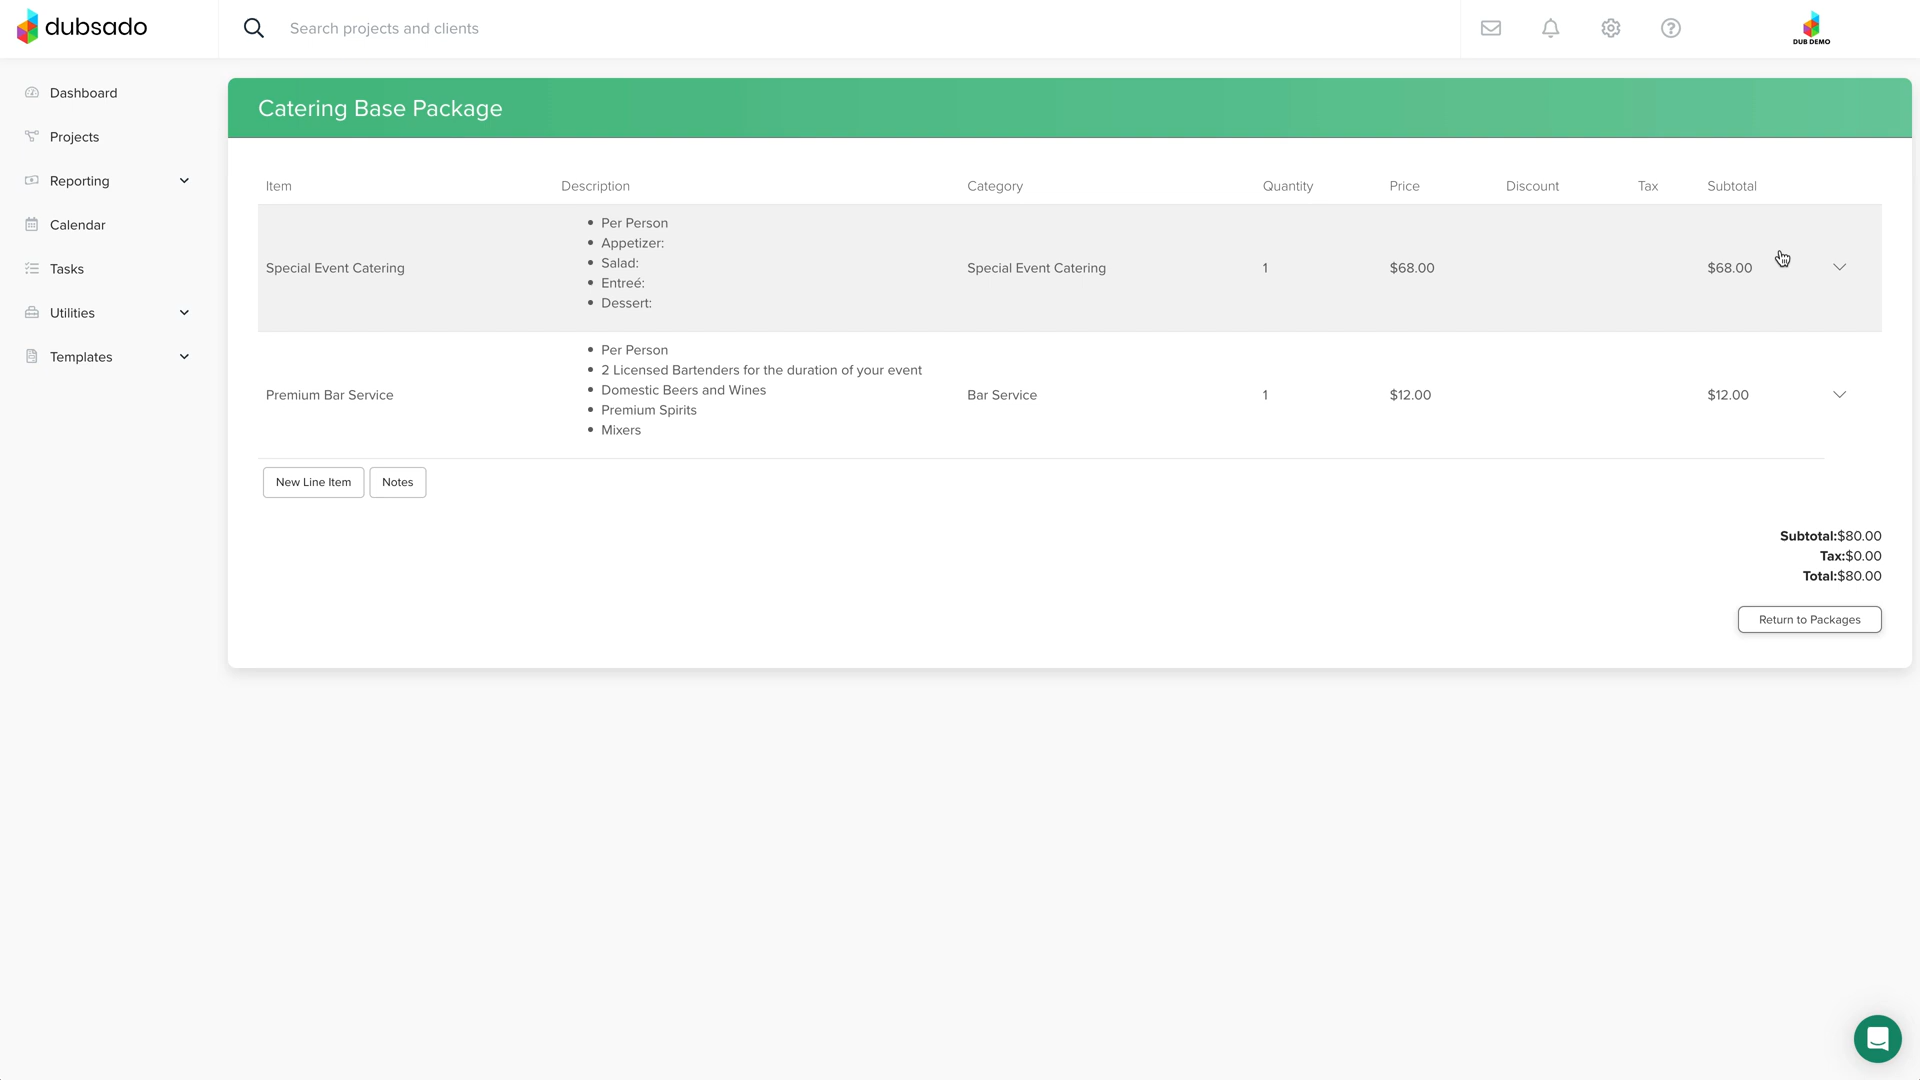 dubsado
Search projects and clients
DUB DEMO
Dashboard
Projects
Reporting
Calendar
Tasks
Utilities
Templates
Catering Base Package
Item Description Category Quantity Price Discount Tax Subtotal
Special Event Catering
• Per Person
• Appetizer:
• Salad:
• Entreé:
• Dessert:
Special Event Catering 1 $68.00 $68.00
Premium Bar Service
• Per Person
• 2 Licensed Bartenders for the duration of your event
• Domestic Beers and Wines
• Premium Spirits
• Mixers
Bar Service 1 $12.00 $12.00
New Line Item Notes
Subtotal:$80.00
Tax:$0.00
Total:$80.00
Return to Packages